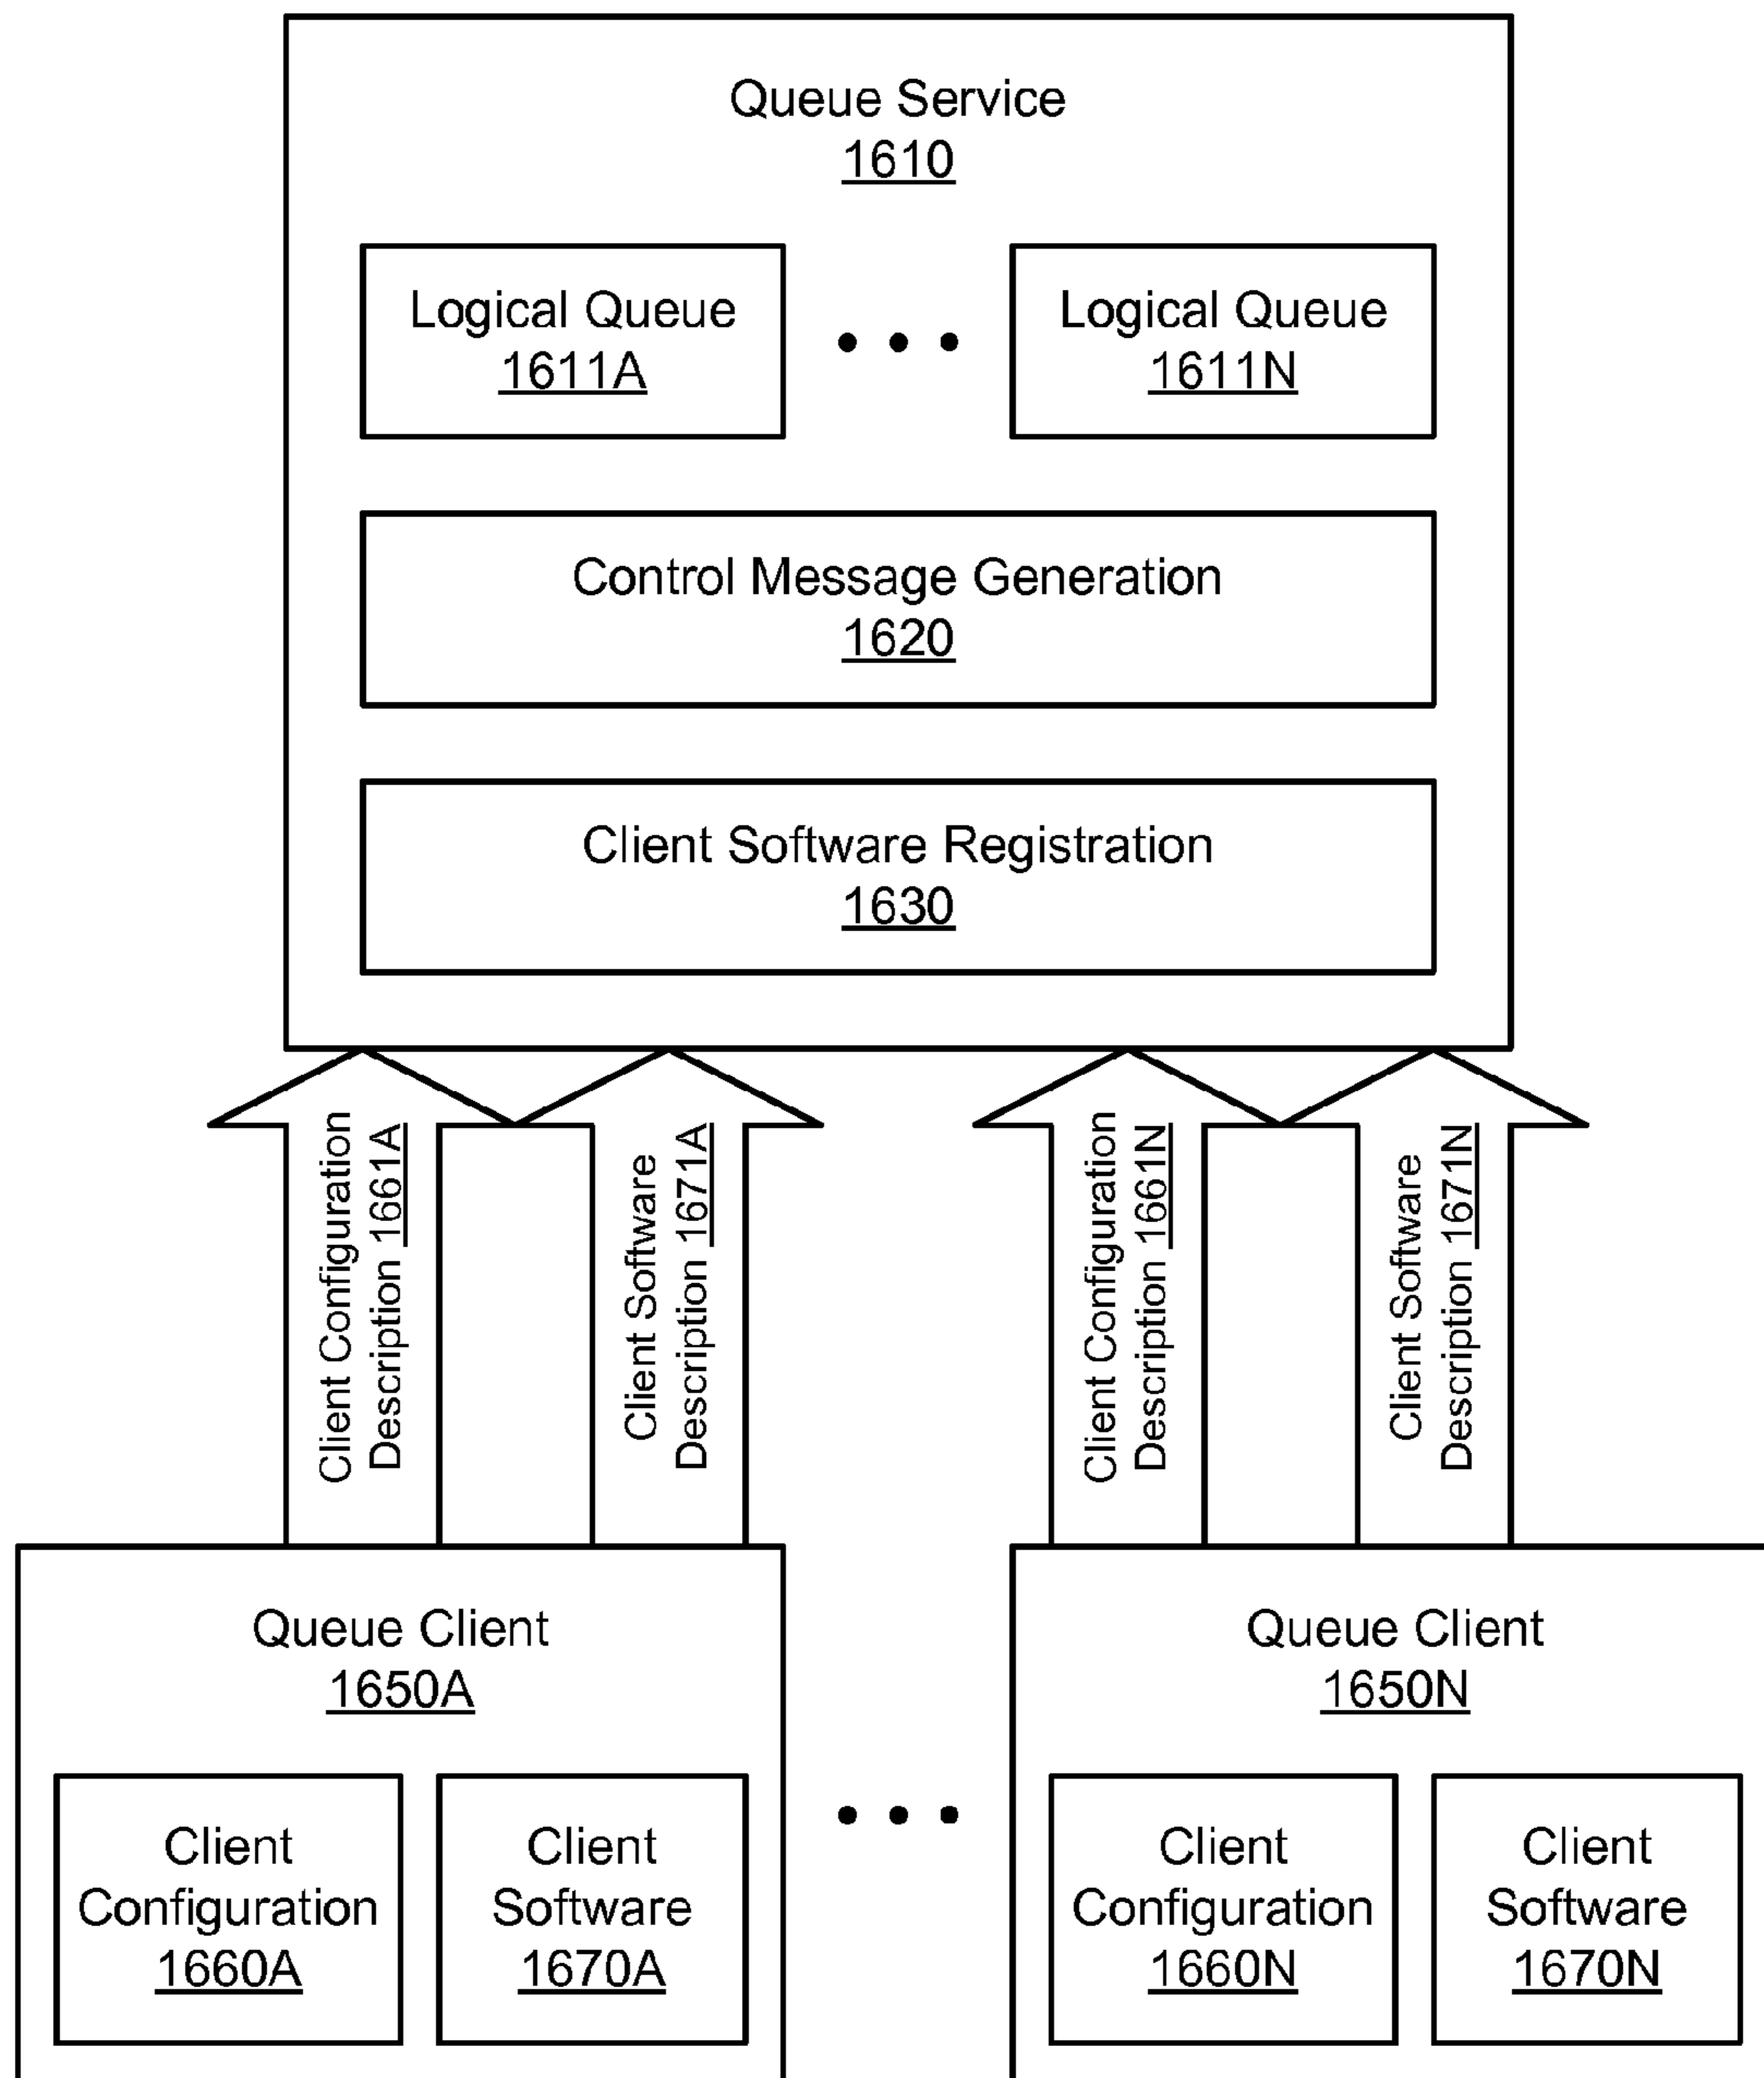 Queue Service
1610
Logical Queue
1611A
Logical Queue
1611N
Control Message Generation
1620
Client Software Registration
1630
Client Configuration
Description 1661A
Client Software
Description 1671A
Client Configuration
Description 1661N
Client Software
Description 1671N
Queue Client
1650A
Client
Configuration
1660A
Client
Software
1670A
Queue Client
1650N
Client
Configuration
1660N
Client
Software
1670N